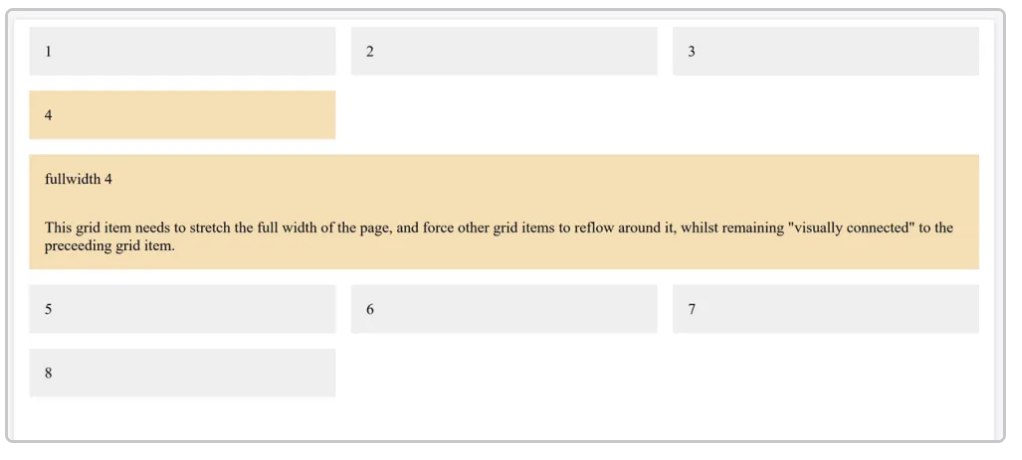 1
2
3
4
fullwidth 4
This grid item needs to stretch the full width of the page, and force other grid items to reflow around it, whilst remaining "visually connected" to the
preceeding grid item.
5
6
7
8